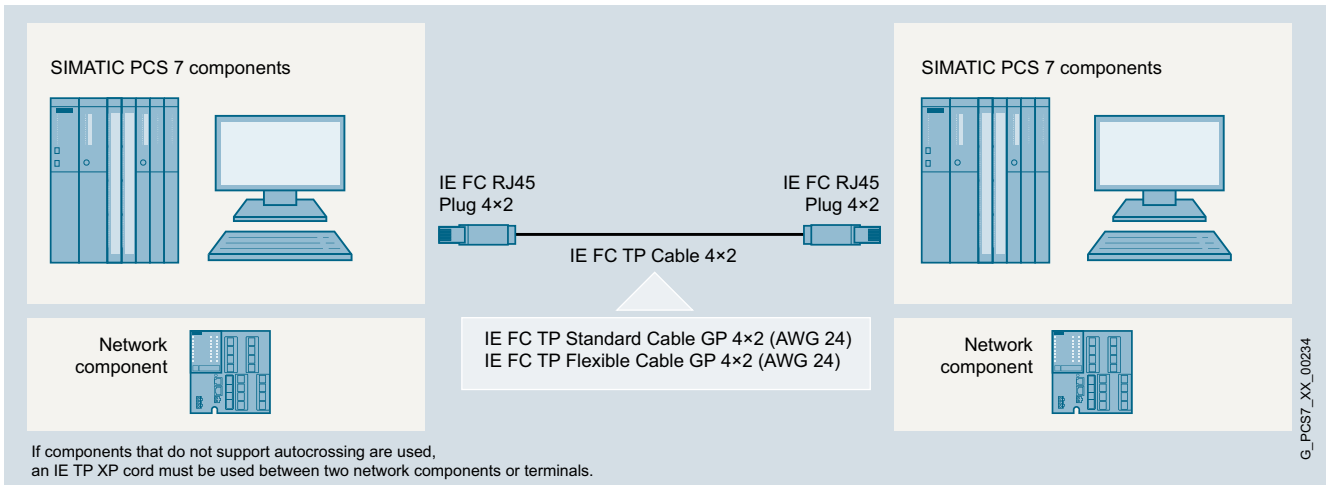 SIMATIC PCS 7 components
SIMATIC PCS 7 components
IE FC RJ45
Plug 4×2
IE FC RJ45
Plug 4×2
IE FC TP Cable 4×2
IE FC TP Standard Cable GP 4×2 (AWG 24)
IE FC TP Flexible Cable GP 4×2 (AWG 24)
Network
component
Network
component
If components that do not support autocrossing are used,
an IE TP XP cord must be used between two network components or terminals.
G_PCS7_XX_00234